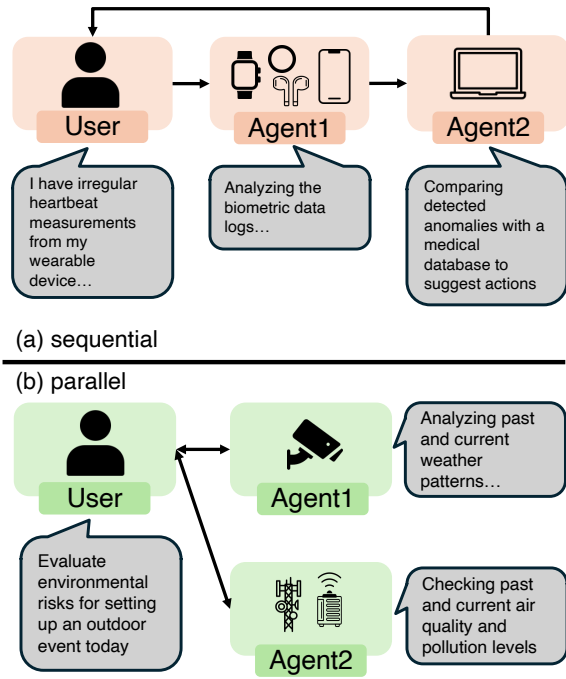 User
Agent1
Agent2
I have irregular
heartbeat
measurements
from my
wearable
device…
Analyzing the
biometric data
logs…
Comparing
detected
anomalies with a
medical
database to
suggest actions
(a) sequential
(b) parallel
User
Agent1
Analyzing past
and current
weather
patterns…
Evaluate
environmental
risks for setting
up an outdoor
event today
Agent2
Checking past
and current air
quality and
pollution levels